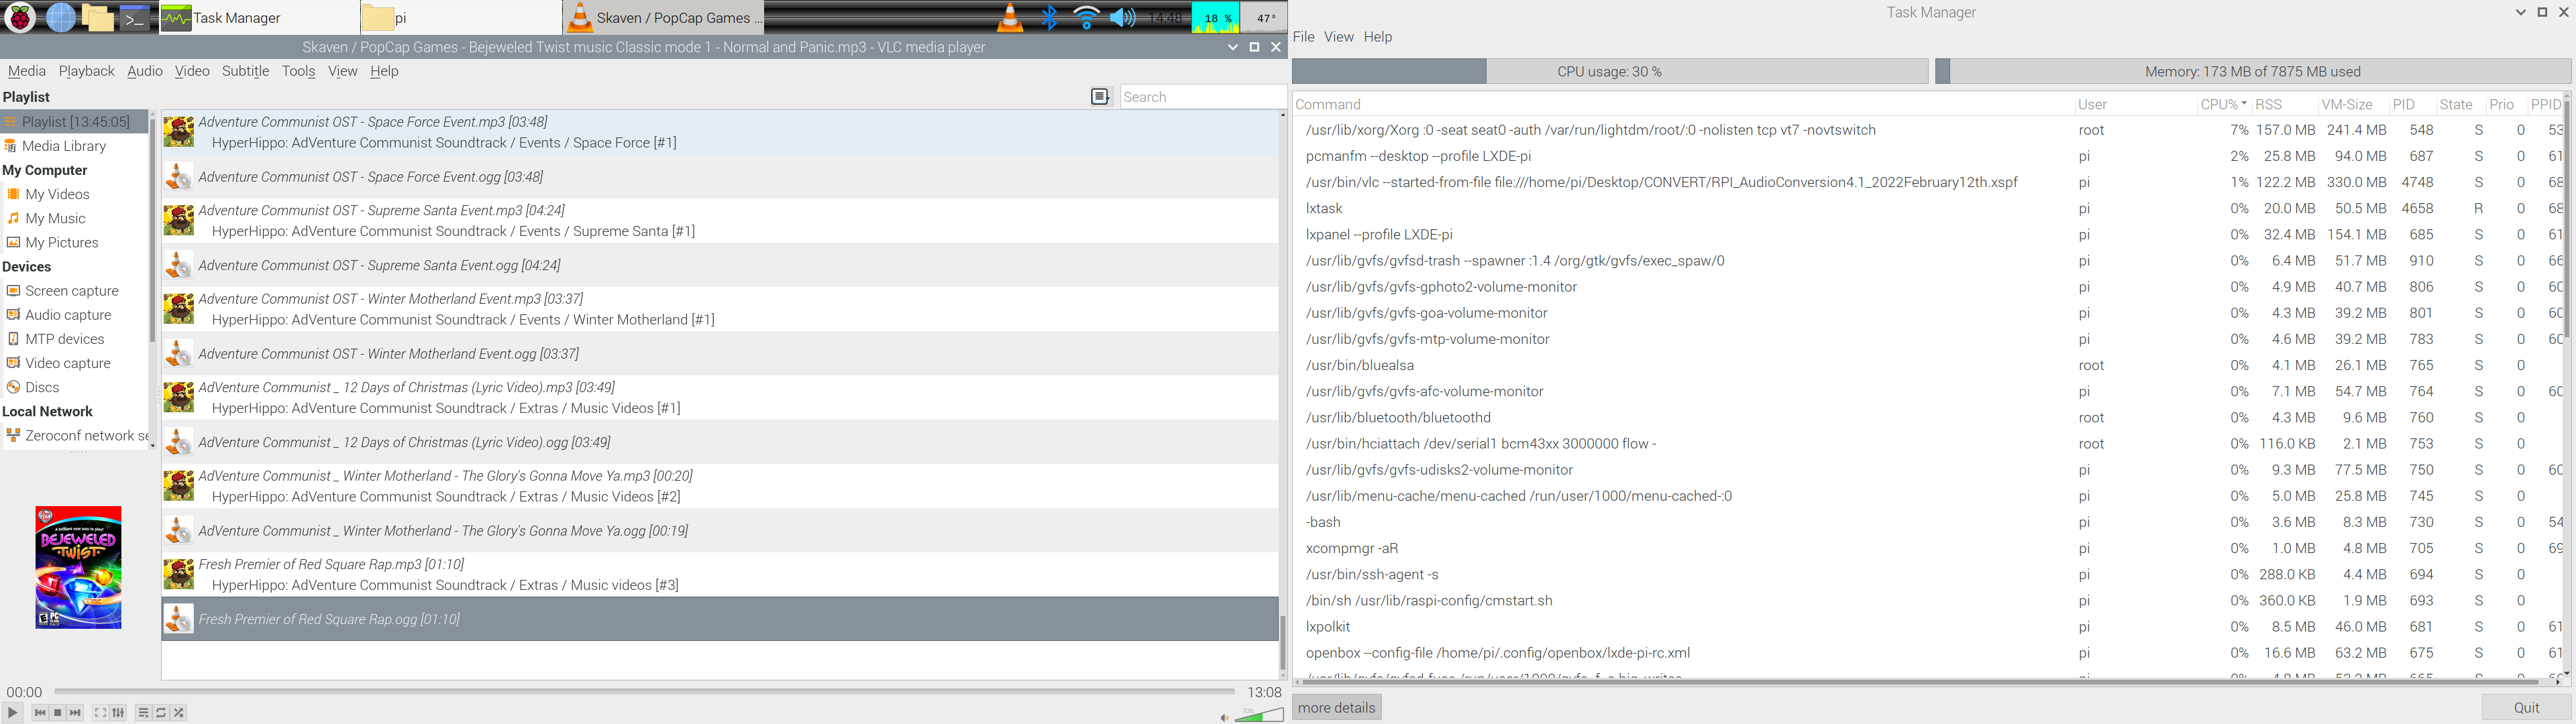 Task Manager
pi
Skaven / PopCap Games ...
14:48
18 %
47°
Skaven / PopCap Games - Bejeweled Twist music Classic mode 1 - Normal and Panic.mp3 - VLC media player
Media Playback Audio Video Subtitle Tools View Help
Playlist
Search
Playlist [13:45:05]
Media Library
My Computer
My Videos
My Music
My Pictures
Devices
Screen capture
Audio capture
MTP devices
Video capture
Discs
Local Network
Zeroconf network se
A brilliant new way to play!
BEJEWELED
TWIST
PC
Adventure Communist OST - Space Force Event.mp3 [03:48]
HyperHippo: AdVenture Communist Soundtrack / Events / Space Force [#1]
Adventure Communist OST - Space Force Event.ogg [03:48]
Adventure Communist OST - Supreme Santa Event.mp3 [04:24]
HyperHippo: AdVenture Communist Soundtrack / Events / Supreme Santa [#1]
Adventure Communist OST - Supreme Santa Event.ogg [04:24]
Adventure Communist OST - Winter Motherland Event.mp3 [03:37]
HyperHippo: AdVenture Communist Soundtrack / Events / Winter Motherland [#1]
Adventure Communist OST - Winter Motherland Event.ogg [03:37]
AdVenture Communist _ 12 Days of Christmas (Lyric Video).mp3 [03:49]
HyperHippo: AdVenture Communist Soundtrack / Extras / Music Videos [#1]
AdVenture Communist _ 12 Days of Christmas (Lyric Video).ogg [03:49]
AdVenture Communist _ Winter Motherland - The Glory's Gonna Move Ya.mp3 [00:20]
HyperHippo: AdVenture Communist Soundtrack / Extras / Music Videos [#2]
AdVenture Communist _ Winter Motherland - The Glory's Gonna Move Ya.ogg [00:19]
Fresh Premier of Red Square Rap.mp3 [01:10]
HyperHippo: AdVenture Communist Soundtrack / Extras / Music videos [#3]
Fresh Premier of Red Square Rap.ogg [01:10]
00:00
13:08
70%
Task Manager
File View Help
CPU usage: 30 %
Memory: 173 MB of 7875 MB used
Command User CPU% RSS VM-Size PID State Prio PPID
/usr/lib/xorg/Xorg :0 -seat seat0 -auth /var/run/lightdm/root/:0 -nolisten tcp vt7 -novtswitch root 7% 157.0 MB 241.4 MB 548 S 0 53
pcmanfm --desktop --profile LXDE-pi pi 2% 25.8 MB 94.0 MB 687 S 0 61
/usr/bin/vlc --started-from-file file:///home/pi/Desktop/CONVERT/RPI_AudioConversion4.1_2022February12th.xspf pi 1% 122.2 MB 330.0 MB 4748 S 0 68
lxtask pi 0% 20.0 MB 50.5 MB 4658 R 0 68
lxpanel --profile LXDE-pi pi 0% 32.4 MB 154.1 MB 685 S 0 61
/usr/lib/gvfs/gvfsd-trash --spawner :1.4 /org/gtk/gvfs/exec_spaw/0 pi 0% 6.4 MB 51.7 MB 910 S 0 66
/usr/lib/gvfs/gvfs-gphoto2-volume-monitor pi 0% 4.9 MB 40.7 MB 806 S 0 60
/usr/lib/gvfs/gvfs-goa-volume-monitor pi 0% 4.3 MB 39.2 MB 801 S 0 60
/usr/lib/gvfs/gvfs-mtp-volume-monitor pi 0% 4.6 MB 39.2 MB 783 S 0 60
/usr/bin/bluealsa root 0% 4.1 MB 26.1 MB 765 S 0
/usr/lib/gvfs/gvfs-afc-volume-monitor pi 0% 7.1 MB 54.7 MB 764 S 0 60
/usr/lib/bluetooth/bluetoothd root 0% 4.3 MB 9.6 MB 760 S 0
/usr/bin/hciattach /dev/serial1 bcm43xx 3000000 flow - root 0% 116.0 KB 2.1 MB 753 S 0
/usr/lib/gvfs/gvfs-udisks2-volume-monitor pi 0% 9.3 MB 77.5 MB 750 S 0 60
/usr/lib/menu-cache/menu-cached /run/user/1000/menu-cached-:0 pi 0% 5.0 MB 25.8 MB 745 S 0
-bash pi 0% 3.6 MB 8.3 MB 730 S 0 54
xcompmgr -aR pi 0% 1.0 MB 4.8 MB 705 S 0 69
/usr/bin/ssh-agent -s pi 0% 288.0 KB 4.4 MB 694 S 0
/bin/sh /usr/lib/raspi-config/cmstart.sh pi 0% 360.0 KB 1.9 MB 693 S 0
lxpolkit pi 0% 8.5 MB 46.0 MB 681 S 0 61
openbox --config-file /home/pi/.config/openbox/lxde-pi-rc.xml pi 0% 16.6 MB 63.2 MB 675 S 0 61
more details
Quit